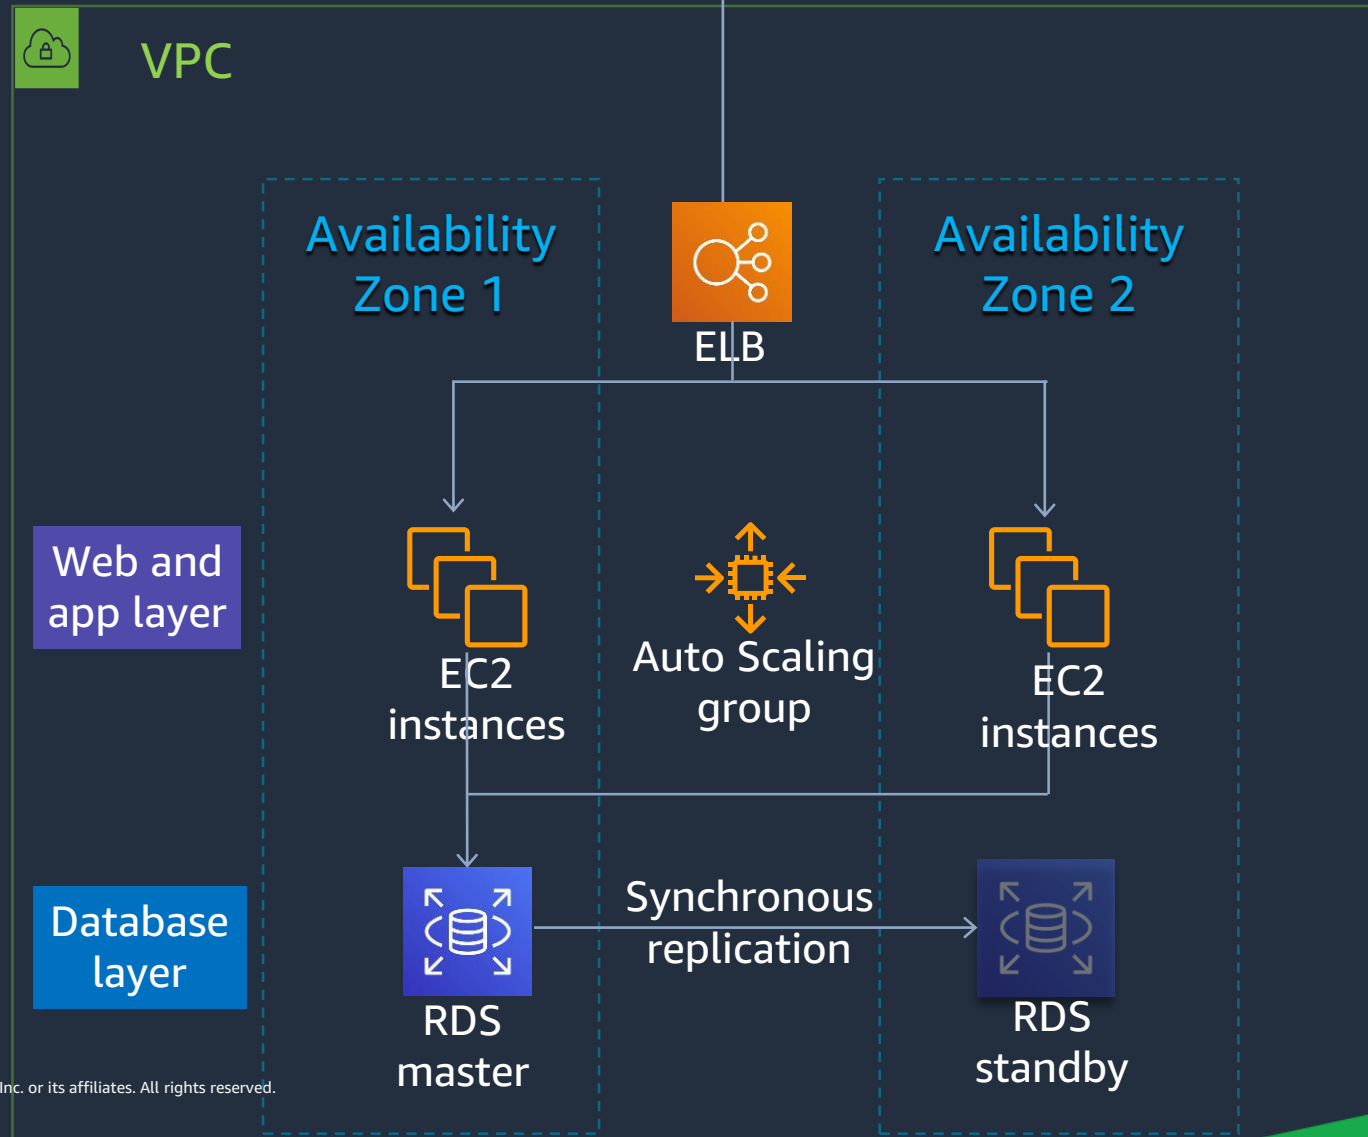 VPC
Availability
Zone 1
ELB
Availability
Zone 2
Web and
app layer
EC2
instances
Auto Scaling
group
EC2
instances
Database
layer
Synchronous
replication
RDS
master
RDS
standby
Inc. or its affiliates. All rights reserved.